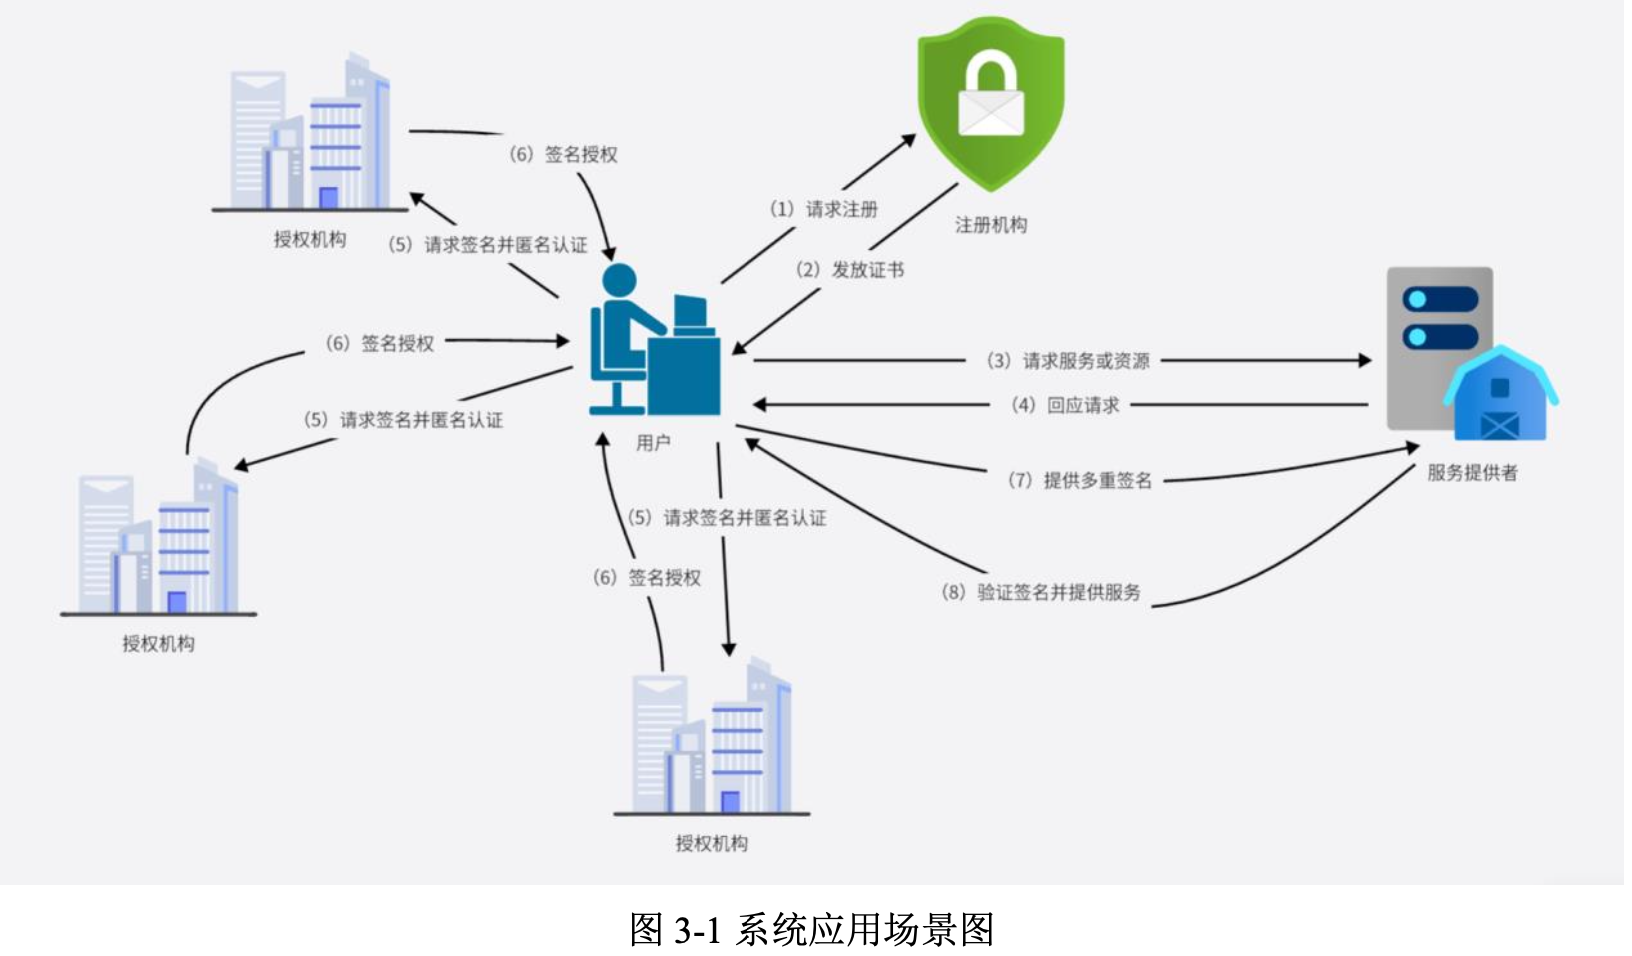 (6) 签名授权
(1) 请求注册
注册机构
授权机构
(5) 请求签名并匿名认证
(2) 发放证书
(6) 签名授权
(3) 请求服务或资源
(4) 回应请求
(5) 请求签名并匿名认证
用户
服务提供者
(7) 提供多重签名
(5) 请求签名并匿名认证
(6) 签名授权
(8) 验证签名并提供服务
授权机构
授权机构
图 3-1 系统应用场景图